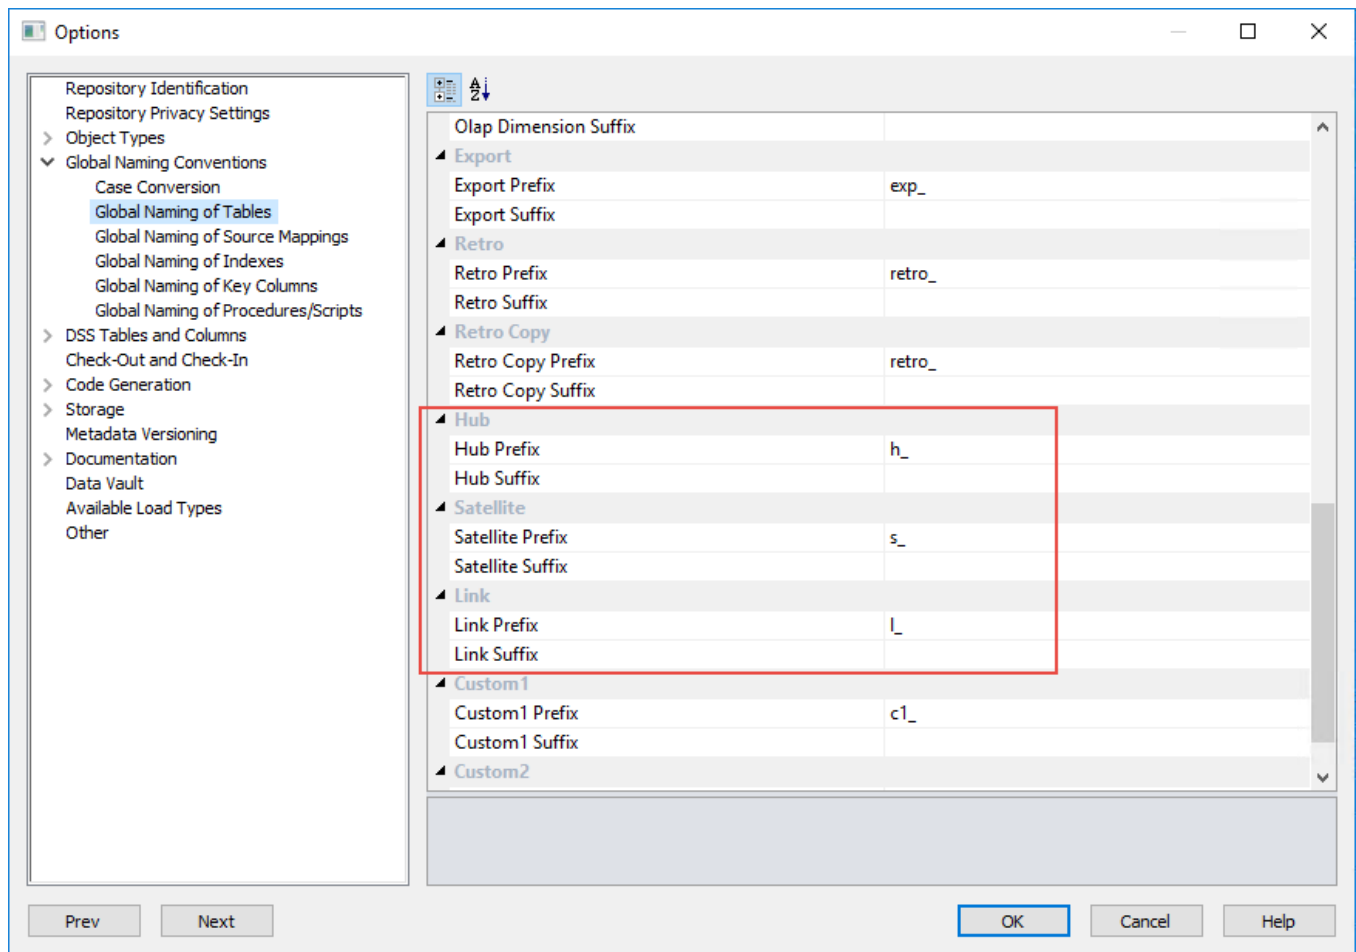 Options
Repository Identification
Repository Privacy Settings
Object Types
Global Naming Conventions
Case Conversion
Global Naming of Tables
Global Naming of Source Mappings
Global Naming of Indexes
Global Naming of Key Columns
Global Naming of Procedures/Scripts
DSS Tables and Columns
Check-Out and Check-In
Code Generation
Storage
Metadata Versioning
Documentation
Data Vault
Available Load Types
Other
A
Z
Olap Dimension Suffix
Export
Export Prefix exp_
Export Suffix
Retro
Retro Prefix retro_
Retro Suffix
Retro Copy
Retro Copy Prefix retro_
Retro Copy Suffix
Hub
Hub Prefix h_
Hub Suffix
Satellite
Satellite Prefix s_
Satellite Suffix
Link
Link Prefix l_
Link Suffix
Custom1
Custom1 Prefix c1_
Custom1 Suffix
Custom2
Prev Next OK Cancel Help